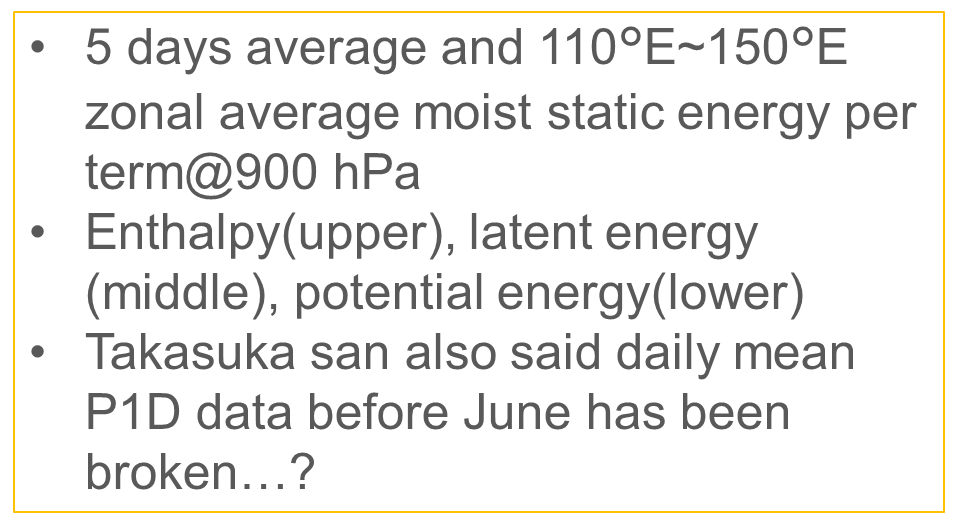 • 5 days average and 110°E~150°E
zonal average moist static energy per
term@900 hPa
• Enthalpy(upper), latent energy
(middle), potential energy(lower)
• Takasuka san also said daily mean
P1D data before June has been
broken…?